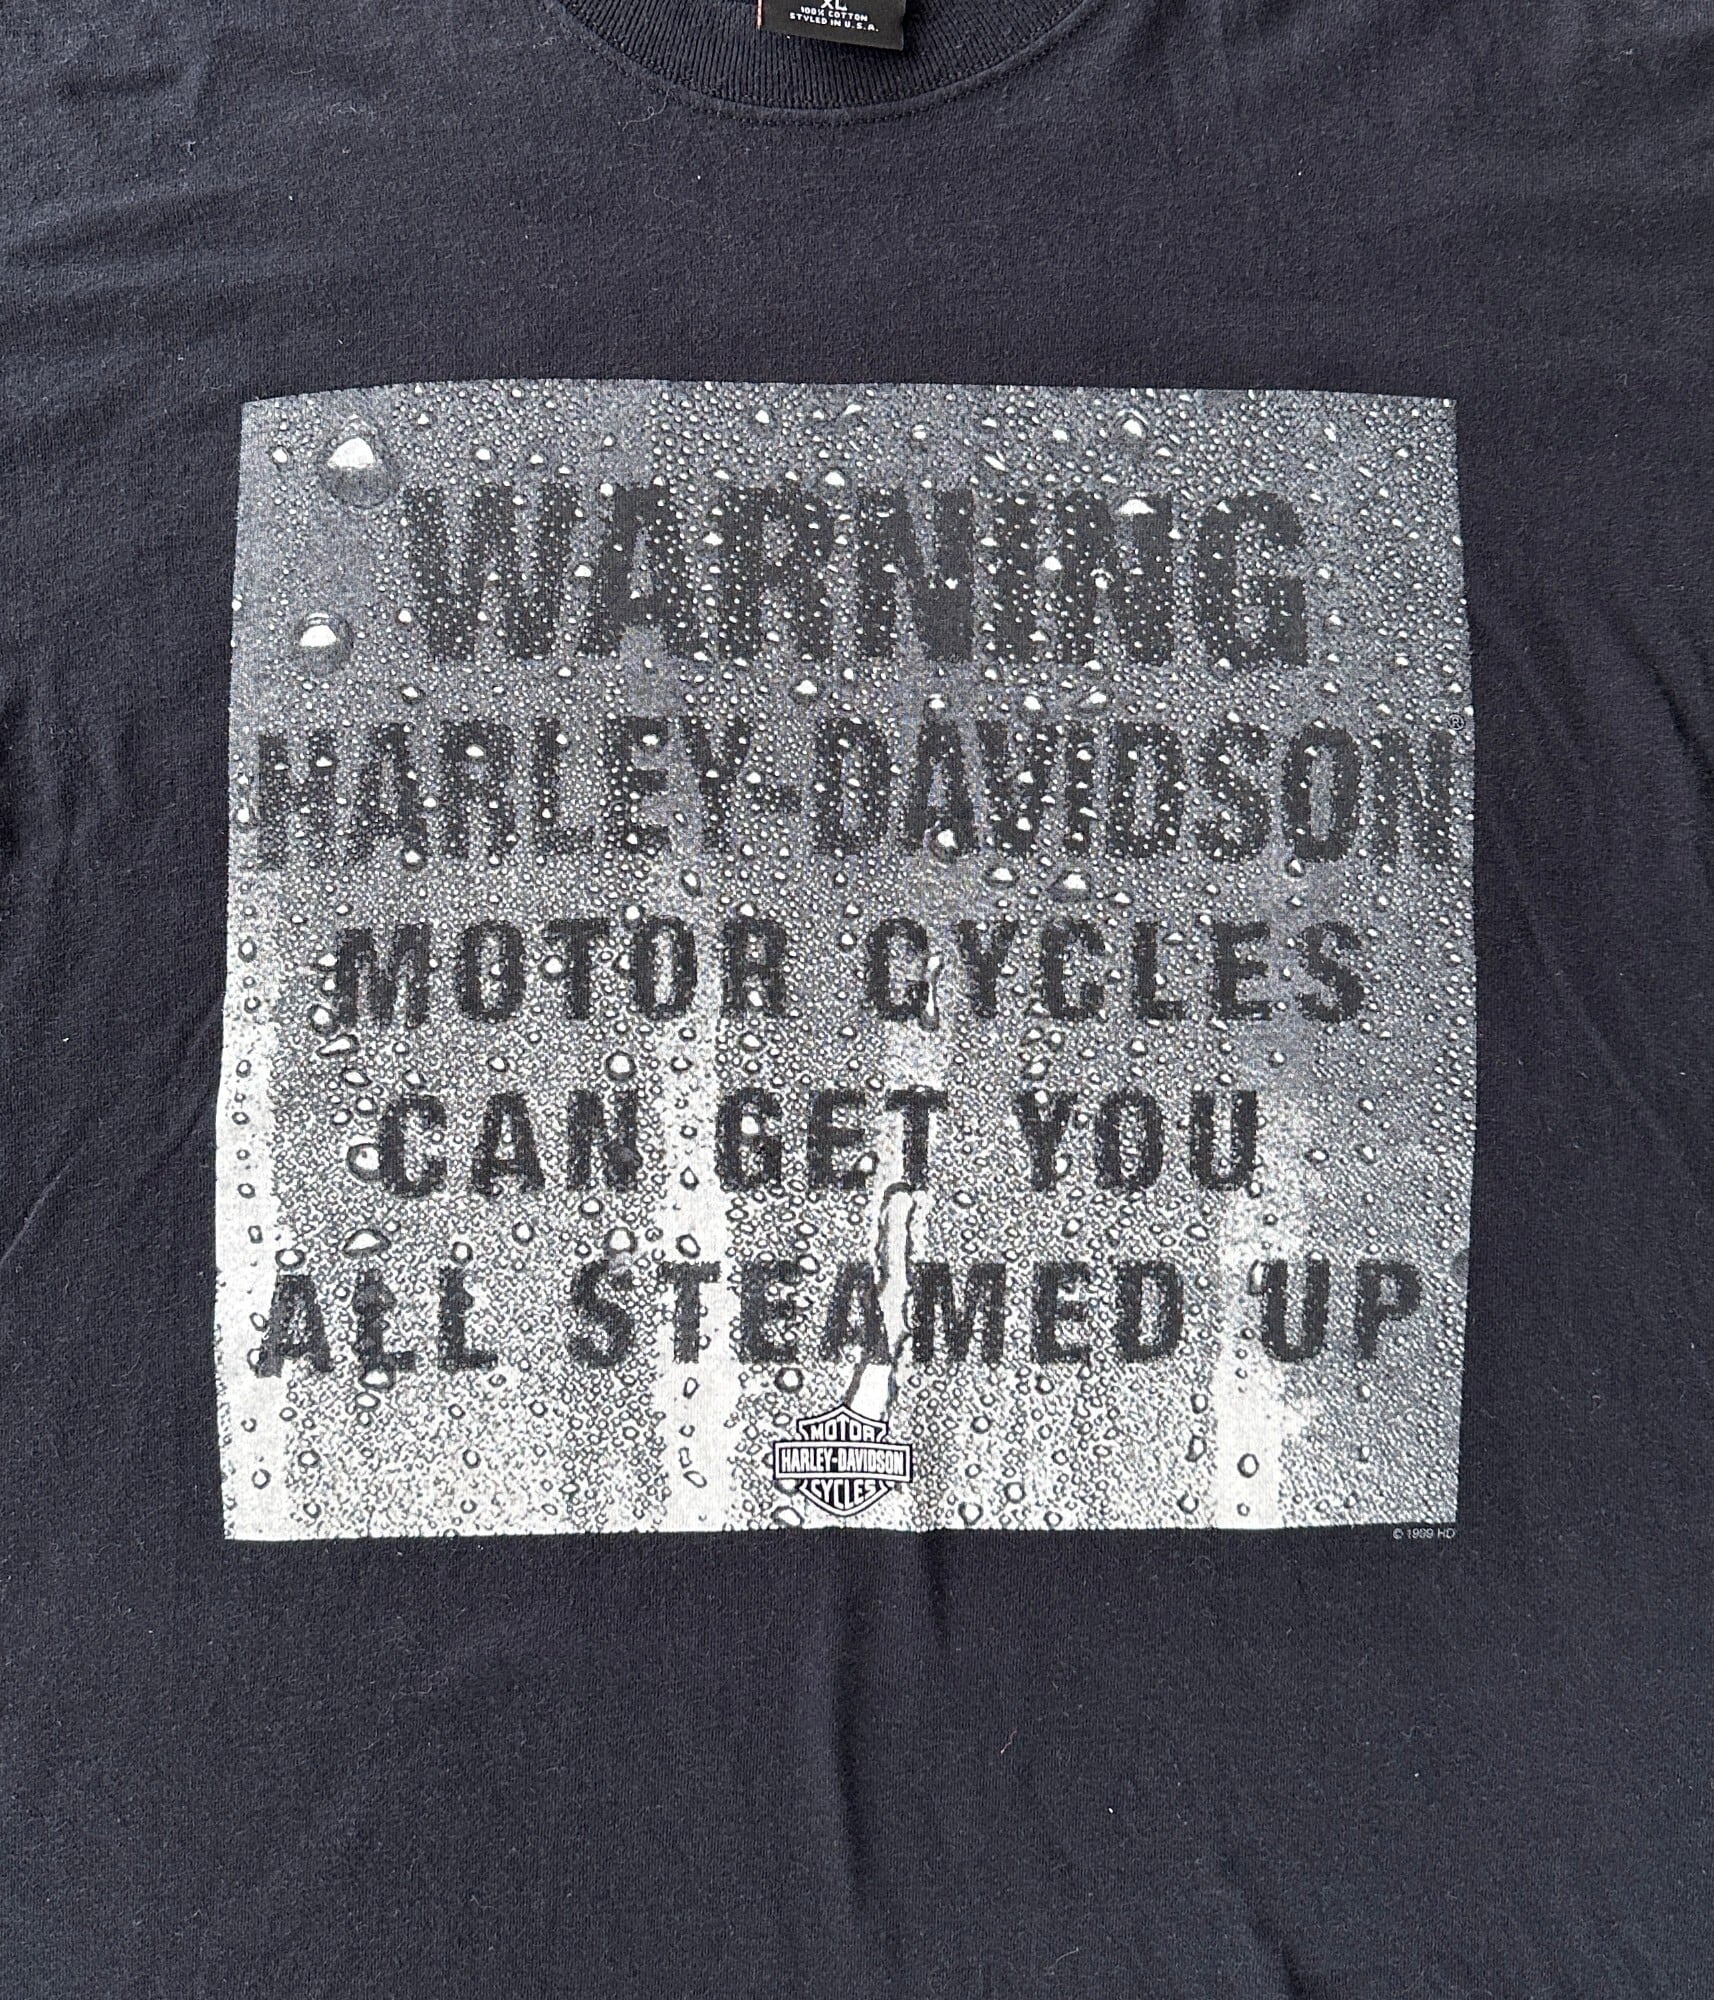 XL
100% COTTON
STYLED IN U.S.A.
WARNING
HARLEY-DAVIDSON®
MOTOR CYCLES
CAN GET YOU
ALL STEAMED UP
MOTOR
HARLEY-DAVIDSON
CYCLES
© 1999 HD